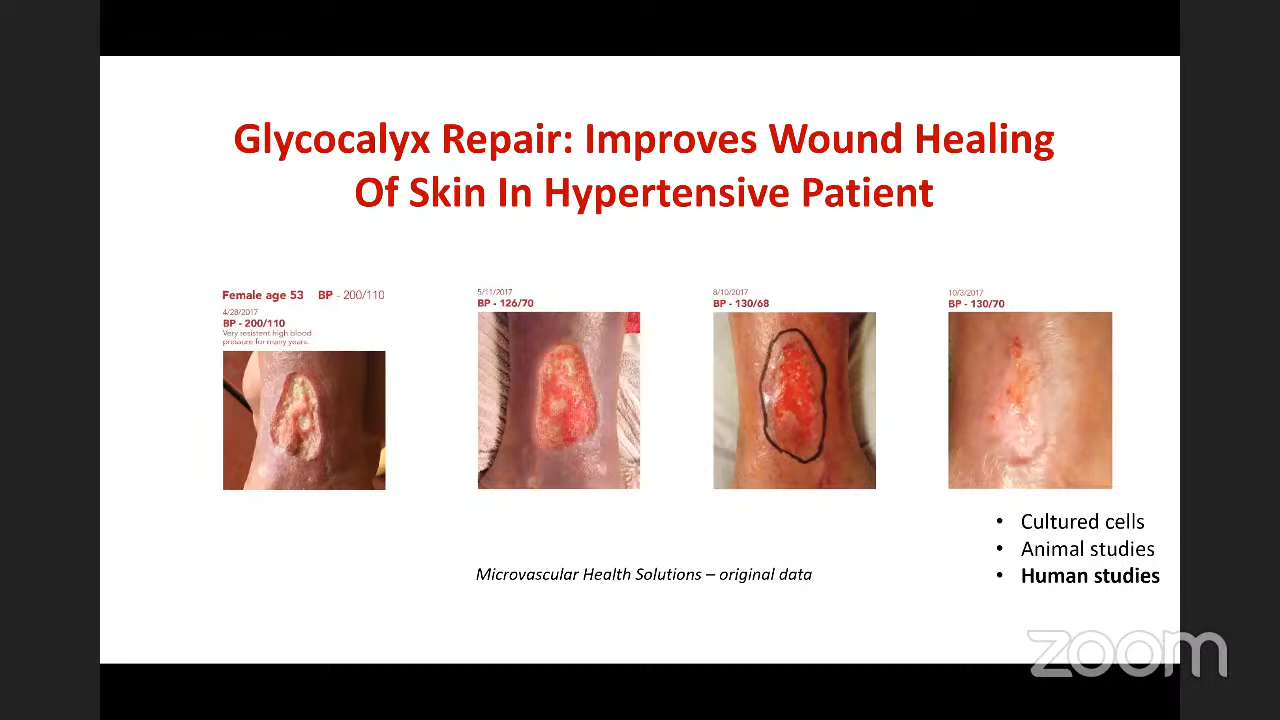 Glycocalyx Repair: Improves Wound Healing
Of Skin In Hypertensive Patient
Female age 53 BP - 200/110
4/28/2017
BP - 200/110
Very resistent high blood
pressure for many years.
5/11/2017
BP - 126/70
8/10/2017
BP - 130/68
10/3/2017
BP - 130/70
• Cultured cells
• Animal studies
• Human studies
Microvascular Health Solutions – original data
zoom